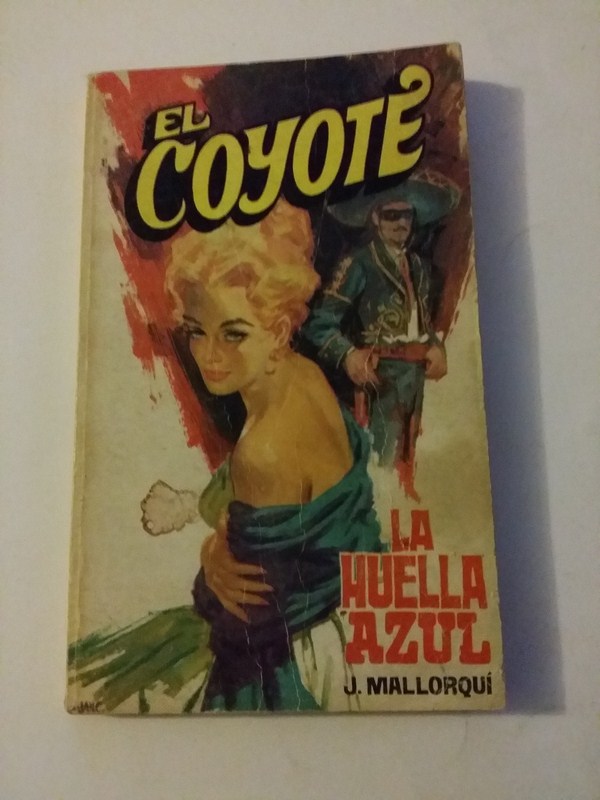 EL
COYOTE
LA
HUELLA
AZUL
J. MALLORQUÍ